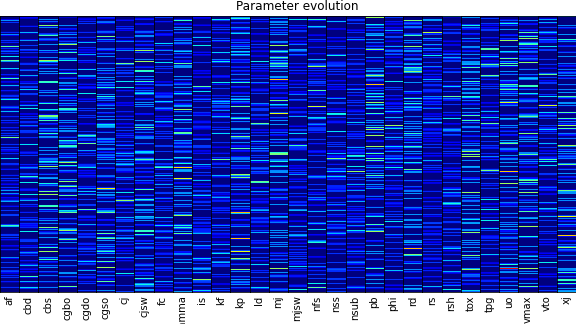 Parameter evolution
af
cbd
cbs
cgbo
cgdo
cgso
cj
cjsw
fc
mma
is
kf
kp
ld
mj
mjsw
nfs
nss
nsub
pb
phi
rd
rs
rsh
tox
tpg
uo
vmax
vto
xj